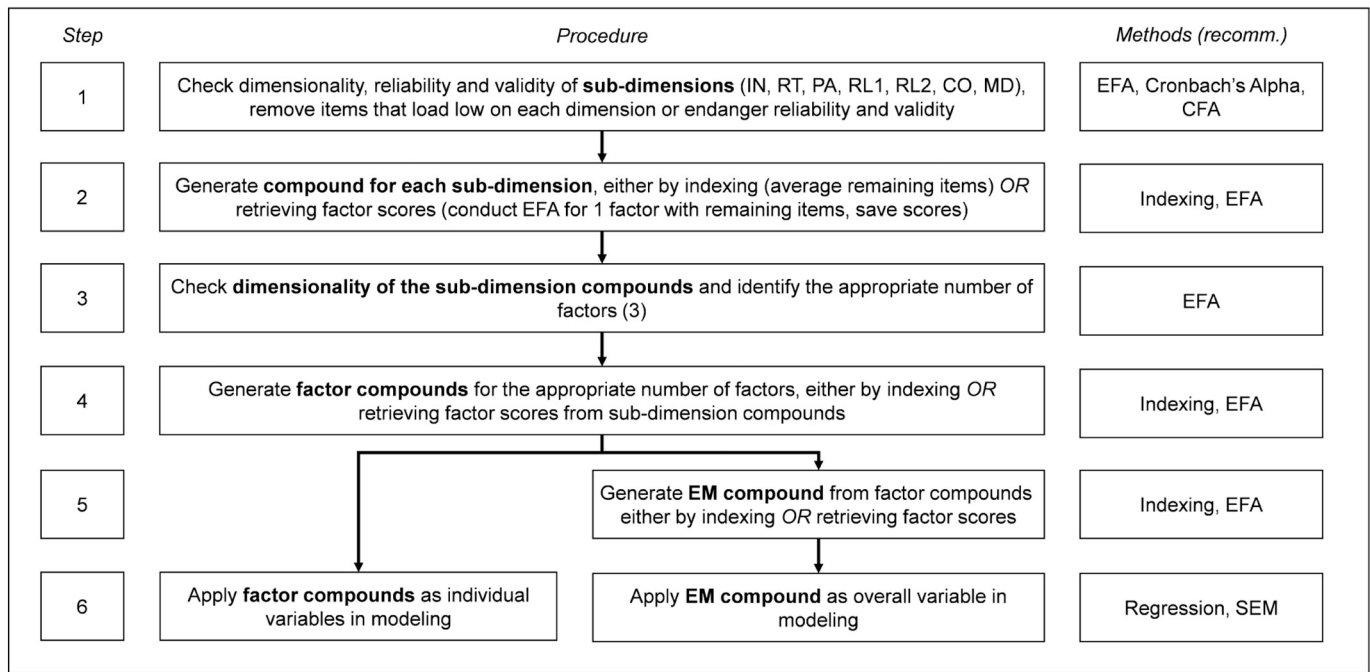 Step
Procedure
Methods (recomm.)
1
Check dimensionality, reliability and validity of sub-dimensions (IN, RT, PA, RL1, RL2, CO, MD),
remove items that load low on each dimension or endanger reliability and validity
EFA, Cronbach's Alpha,
CFA
2
Generate compound for each sub-dimension, either by indexing (average remaining items) OR
retrieving factor scores (conduct EFA for 1 factor with remaining items, save scores)
Indexing, EFA
3
Check dimensionality of the sub-dimension compounds and identify the appropriate number of
factors (3)
EFA
4
Generate factor compounds for the appropriate number of factors, either by indexing OR
retrieving factor scores from sub-dimension compounds
Indexing, EFA
5
Generate EM compound from factor compounds
either by indexing OR retrieving factor scores
Indexing, EFA
6
Apply factor compounds as individual
variables in modeling
Apply EM compound as overall variable in
modeling
Regression, SEM